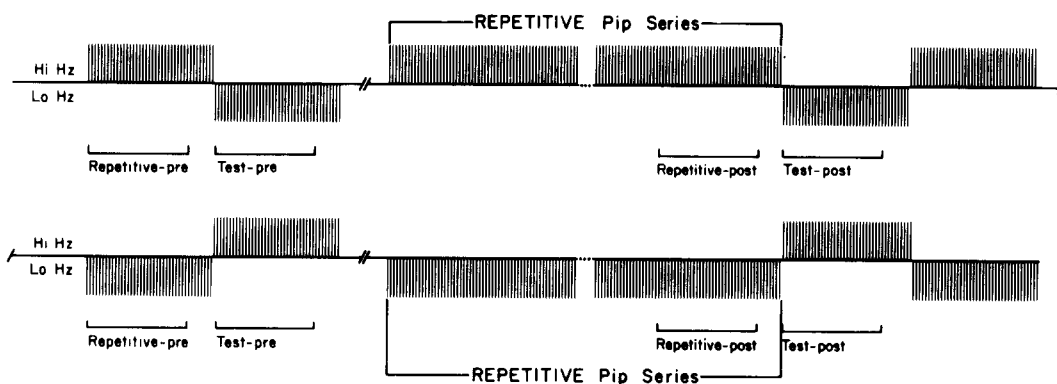 REPETITIVE Pip Series
Hi Hz
Lo Hz
Repetitive-pre Test-pre Repetitive-post Test-post
Hi Hz
Lo Hz
Repetitive-pre Test-pre Repetitive-post Test-post
REPETITIVE Pip Series